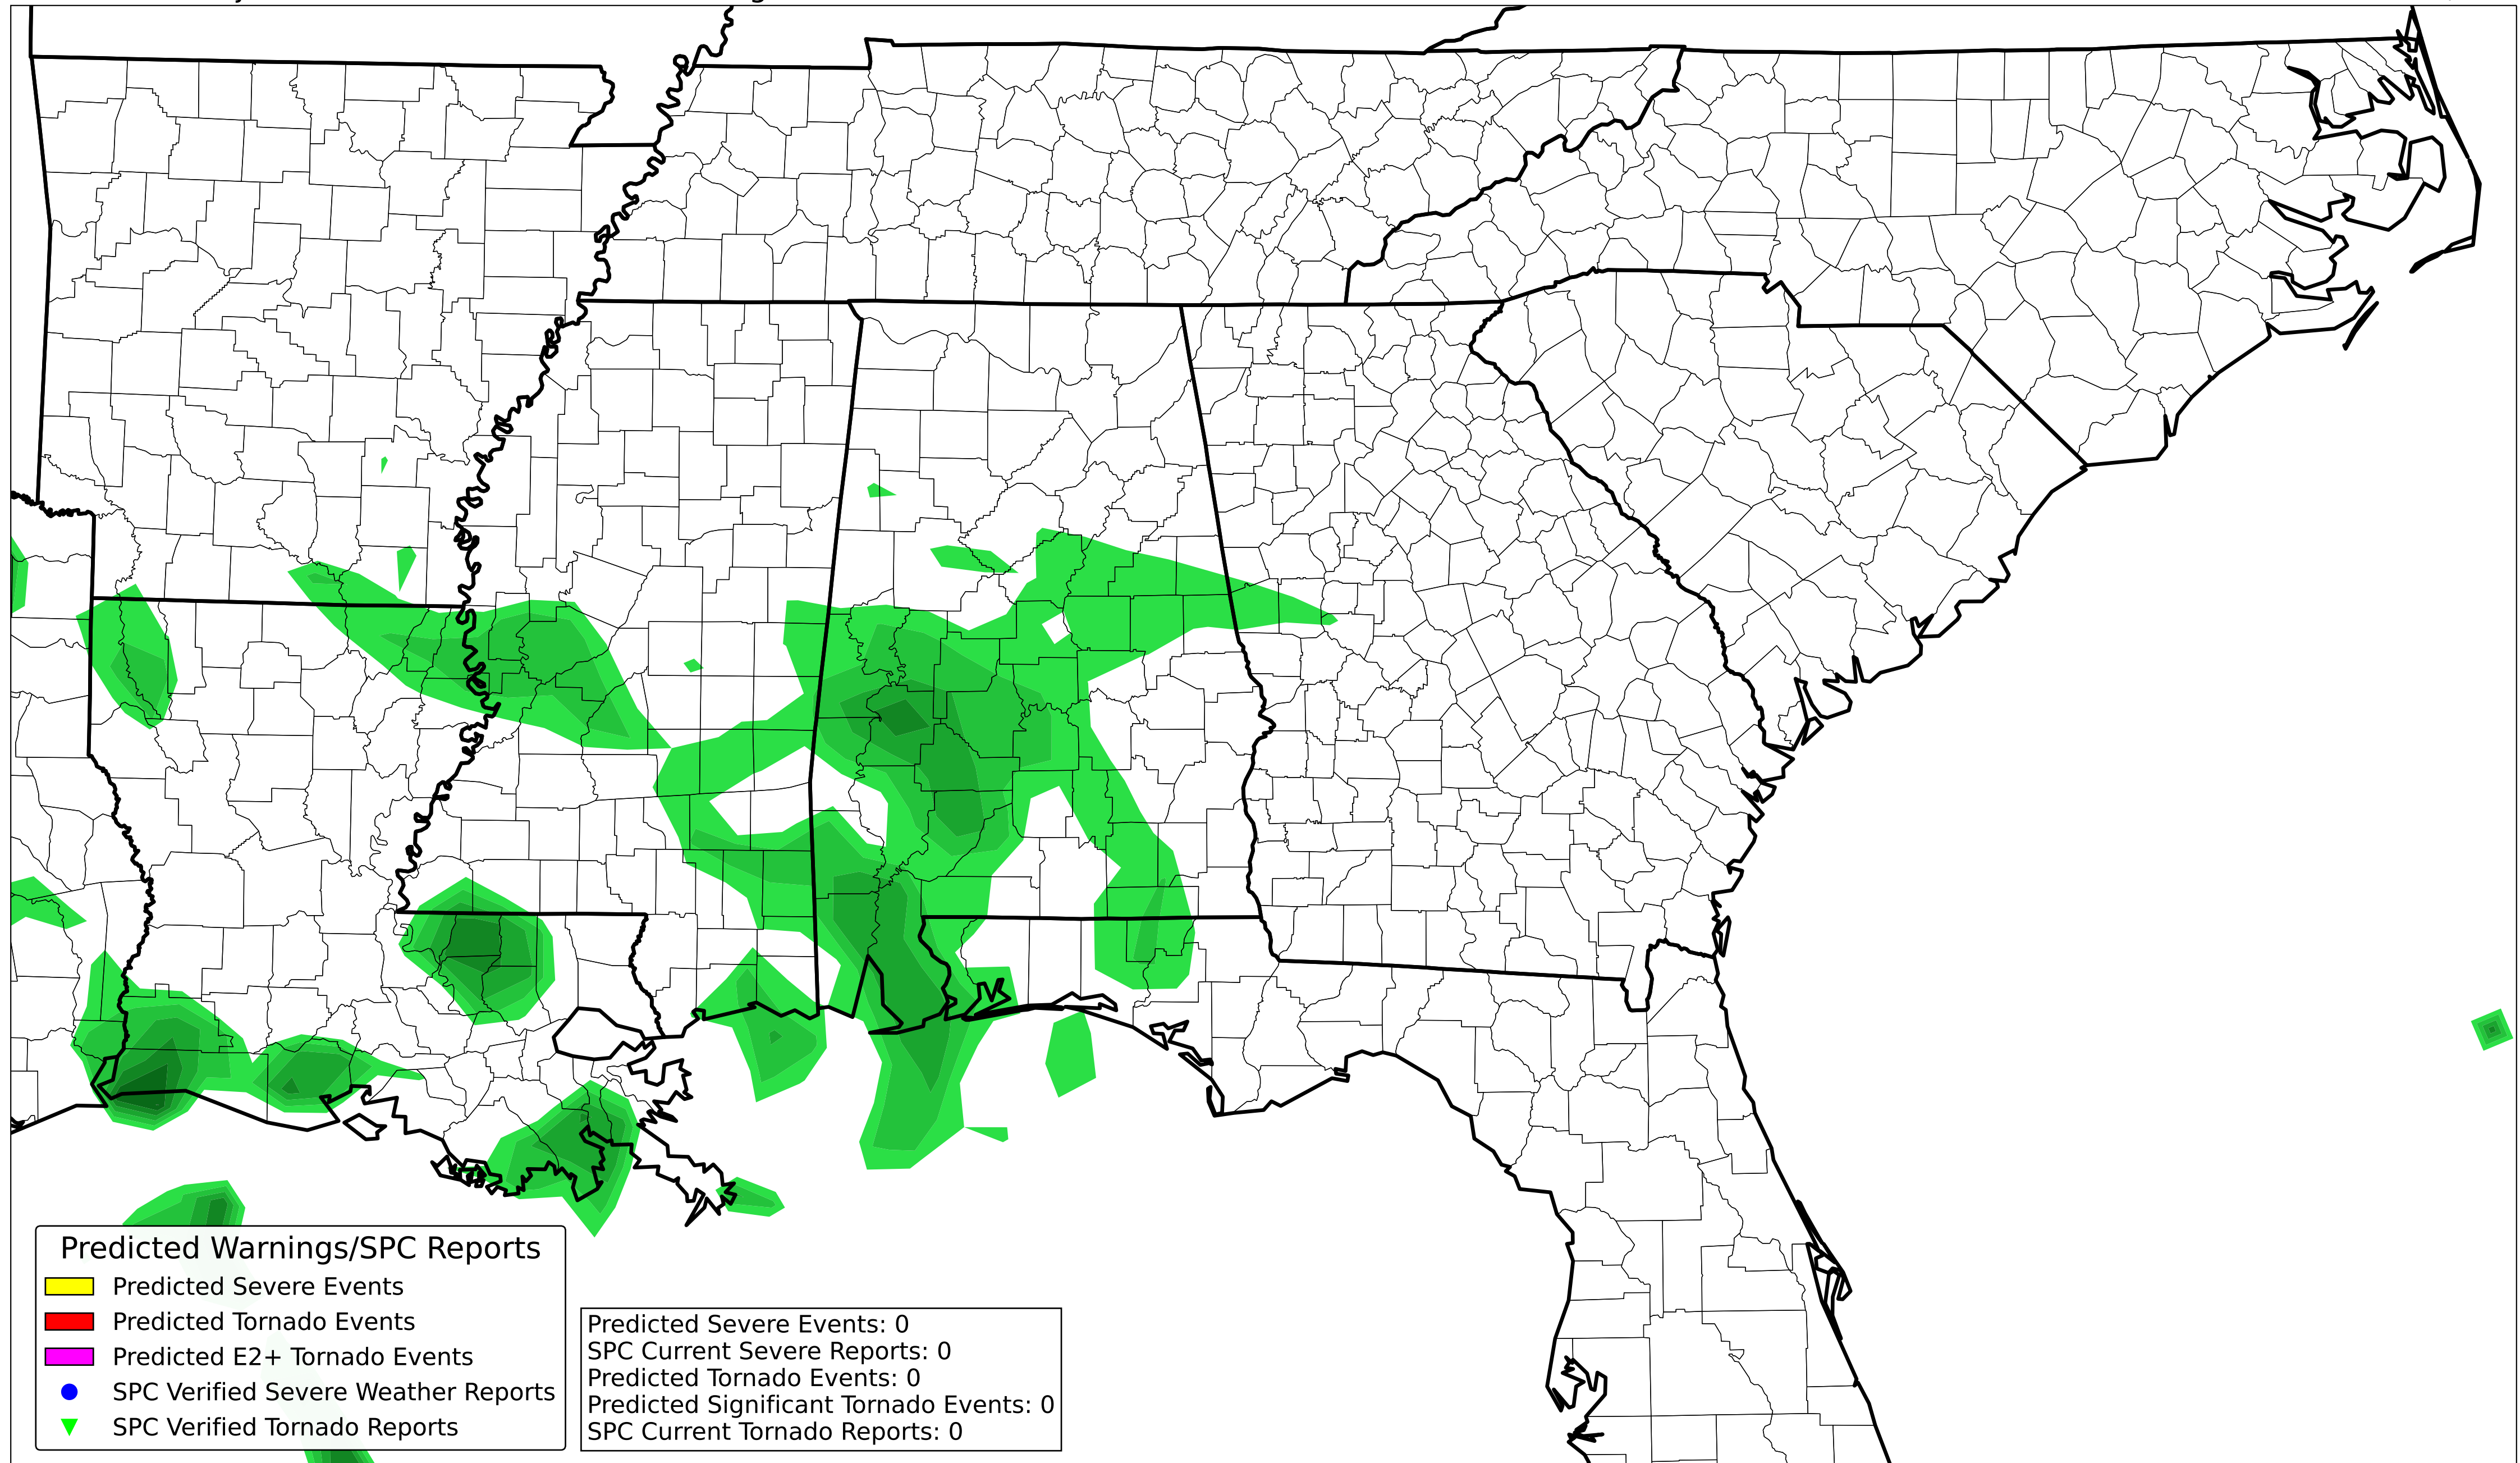 Predicted Warnings/SPC Reports
Predicted Severe Events
Predicted Tornado Events
Predicted E2+ Tornado Events
SPC Verified Severe Weather Reports
SPC Verified Tornado Reports
Predicted Severe Events: 0
SPC Current Severe Reports: 0
Predicted Tornado Events: 0
Predicted Significant Tornado Events: 0
SPC Current Tornado Reports: 0